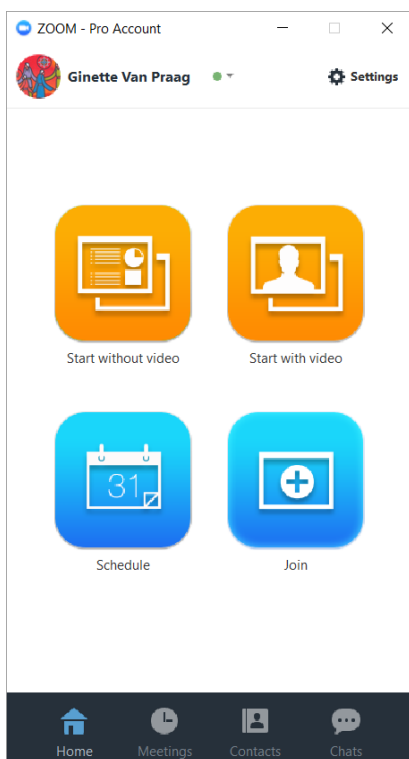 ZOOM - Pro Account
Ginette Van Praag
Settings
Start without video
Start with video
31
Schedule
Join
Home
Meetings
Contacts
Chats